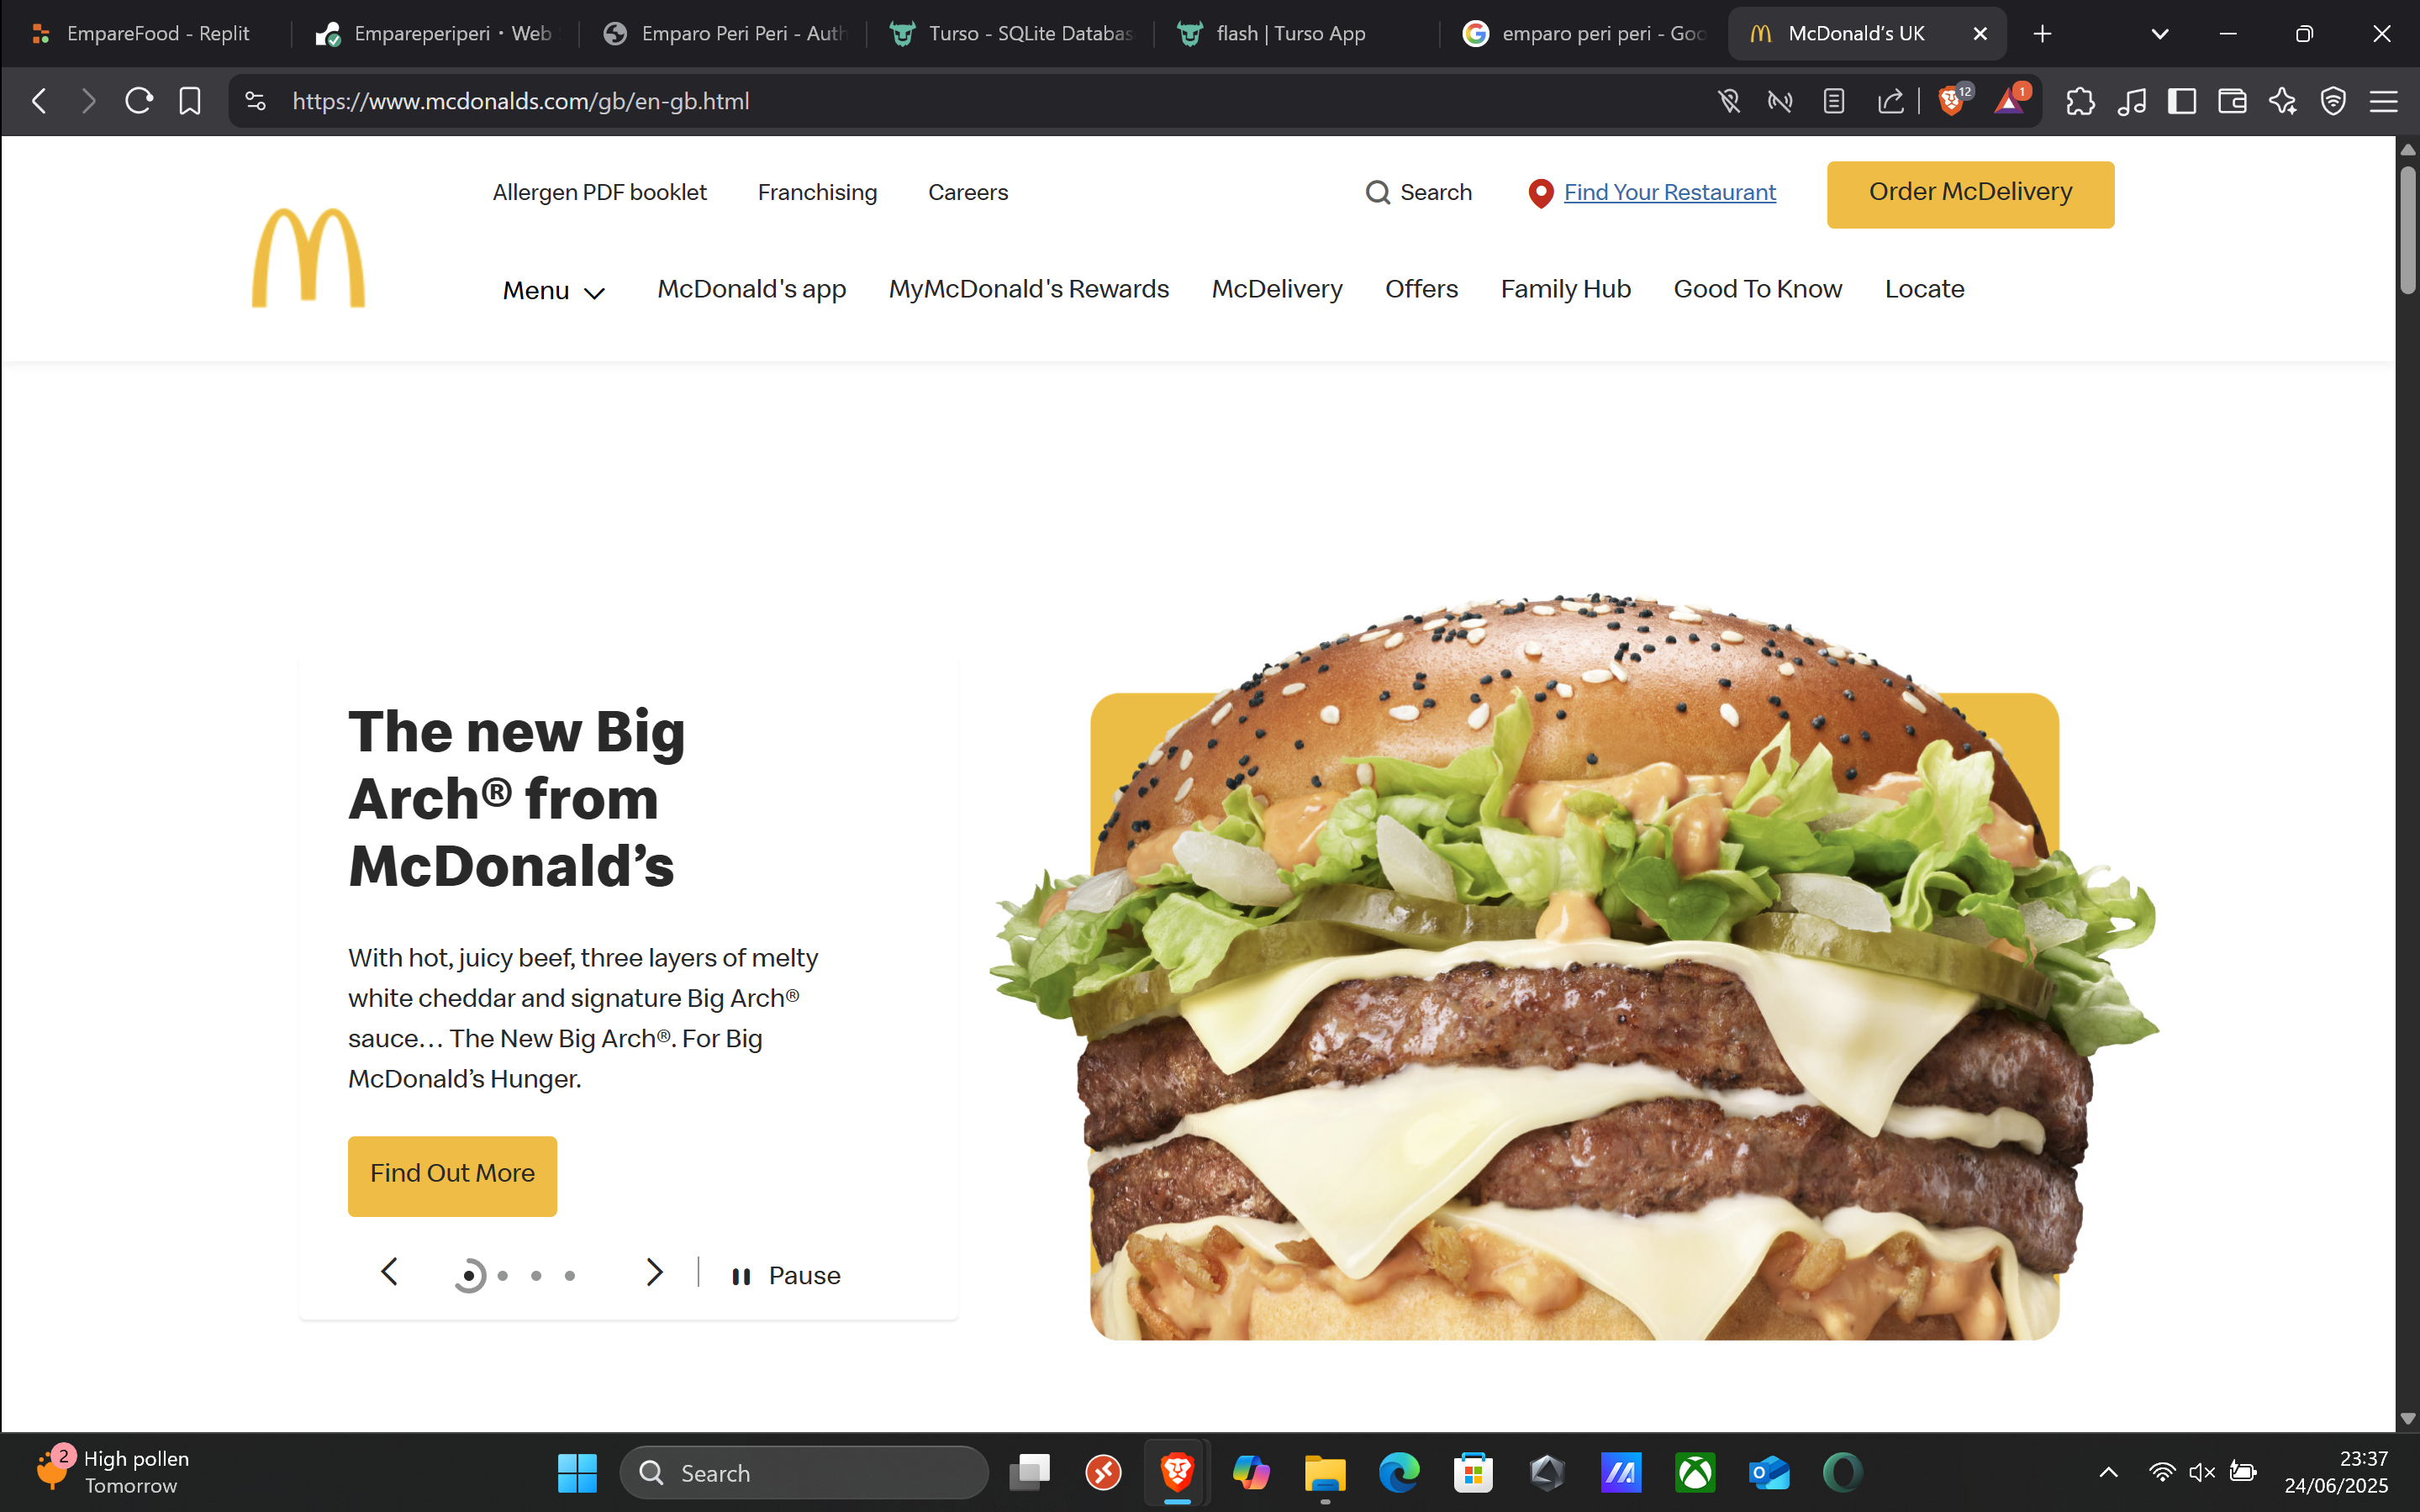 EmpareFood - Replit
Empareperiperi • Web
Emparo Peri Peri - Auth
Turso - SQLite Databas
flash | Turso App
emparo peri peri - Goo
McDonald’s UK
https://www.mcdonalds.com/gb/en-gb.html
12
1
Allergen PDF booklet
Franchising
Careers
Search
Find Your Restaurant
Order McDelivery
Menu
McDonald's app
MyMcDonald's Rewards
McDelivery
Offers
Family Hub
Good To Know
Locate
The new Big
Arch® from
McDonald’s
With hot, juicy beef, three layers of melty
white cheddar and signature Big Arch®
sauce… The New Big Arch®. For Big
McDonald’s Hunger.
Find Out More
Pause
2
High pollen
Tomorrow
Search
23:37
24/06/2025